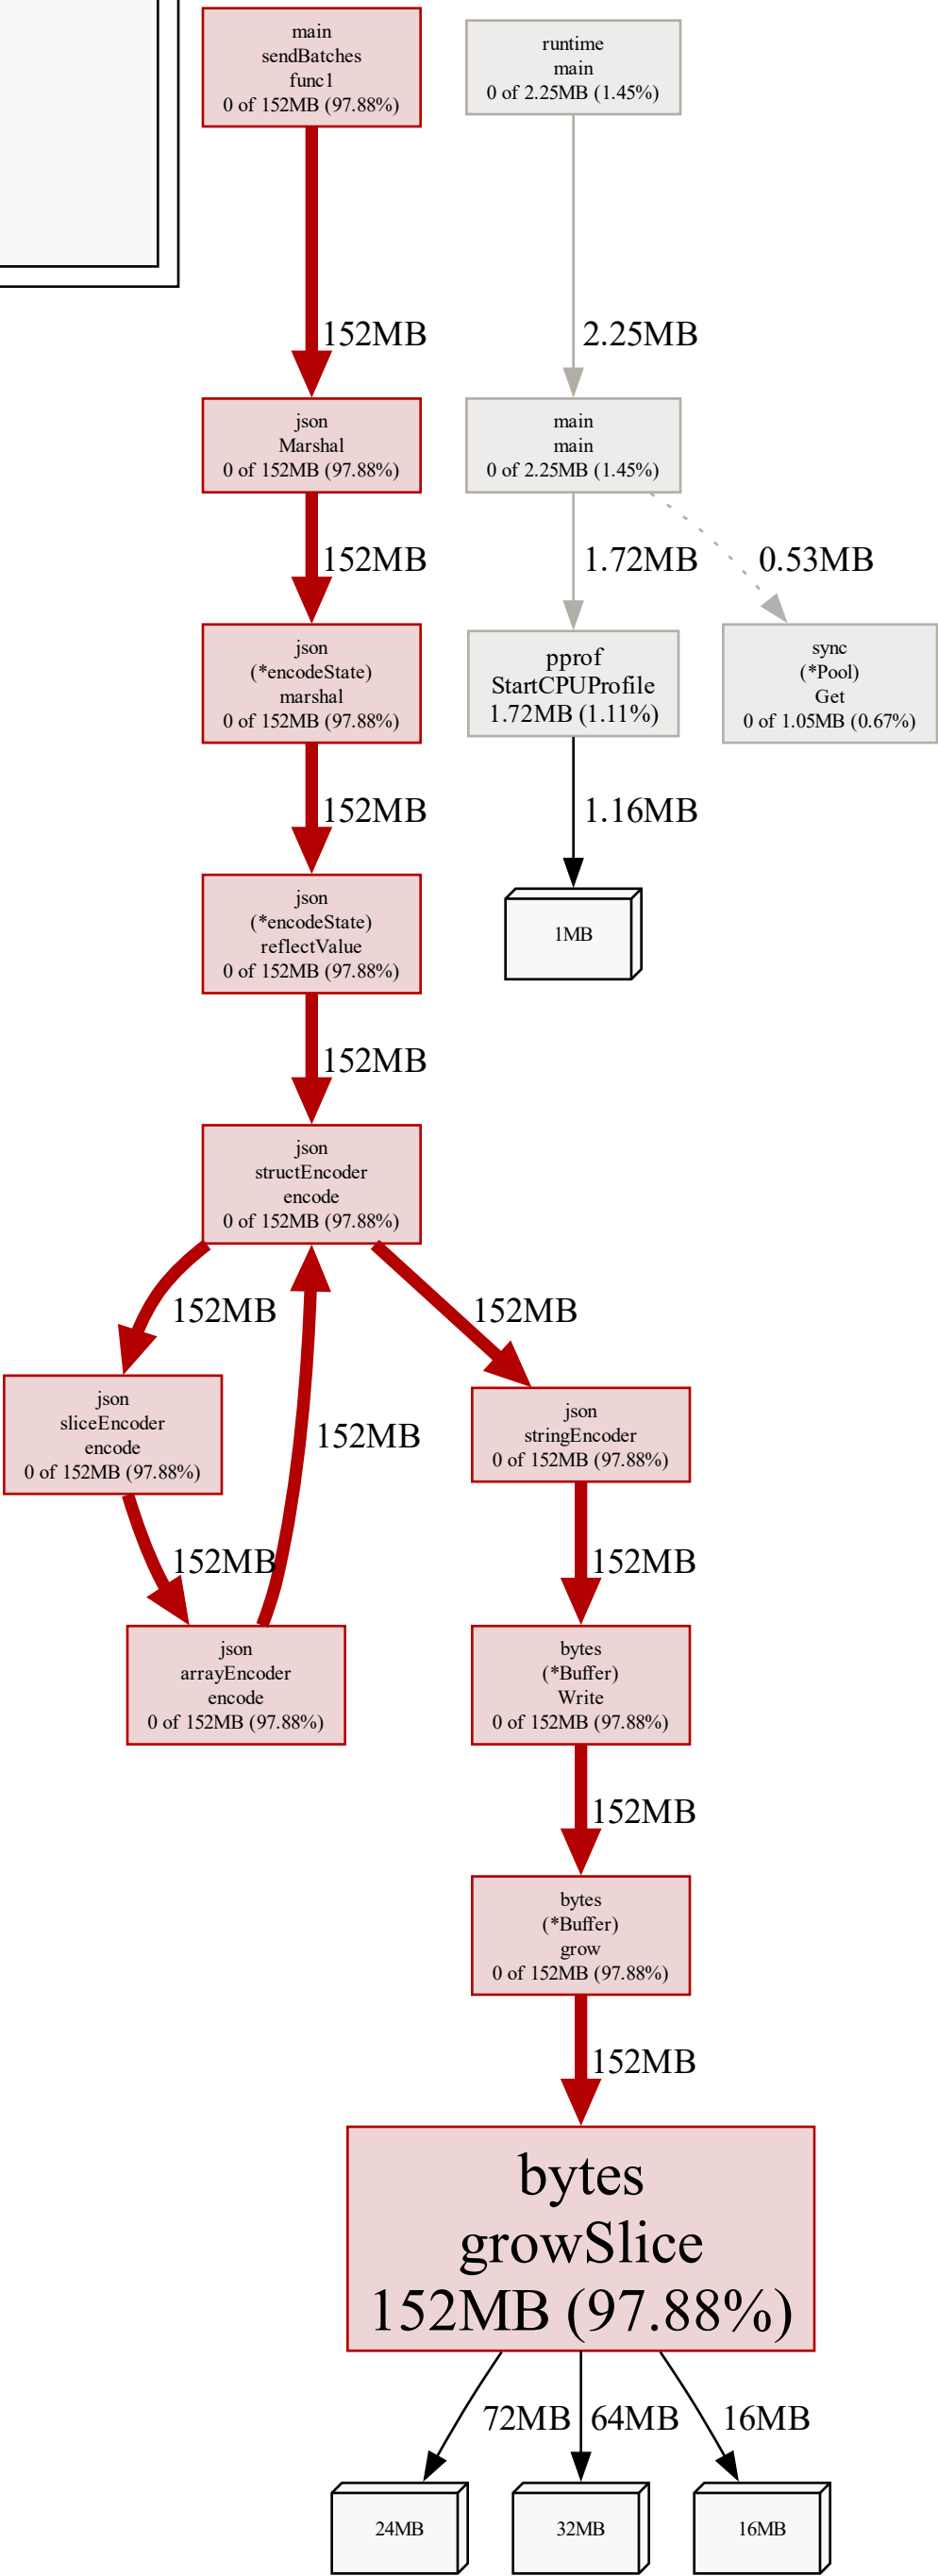 main
sendBatches
func1
0 of 152MB (97.88%)
runtime
main
0 of 2.25MB (1.45%)
152MB
2.25MB
json
Marshal
0 of 152MB (97.88%)
main
main
0 of 2.25MB (1.45%)
152MB
1.72MB
0.53MB
json
(*encodeState)
marshal
0 of 152MB (97.88%)
pprof
StartCPUProfile
1.72MB (1.11%)
sync
(*Pool)
Get
0 of 1.05MB (0.67%)
152MB
1.16MB
json
(*encodeState)
reflectValue
0 of 152MB (97.88%)
1MB
152MB
json
structEncoder
encode
0 of 152MB (97.88%)
152MB
152MB
json
sliceEncoder
encode
0 of 152MB (97.88%)
152MB
json
stringEncoder
0 of 152MB (97.88%)
152MB
152MB
json
arrayEncoder
encode
0 of 152MB (97.88%)
bytes
(*Buffer)
Write
0 of 152MB (97.88%)
152MB
bytes
(*Buffer)
grow
0 of 152MB (97.88%)
152MB
bytes
growSlice
152MB (97.88%)
72MB
64MB
16MB
24MB
32MB
16MB